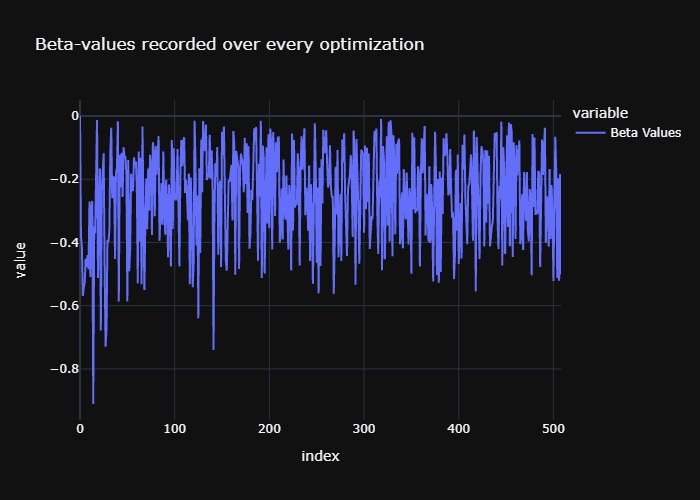 Beta-values recorded over every optimization
variable
Beta Values
0
−0.2
−0.4
−0.6
−0.8
value
0
100
200
300
400
500
index